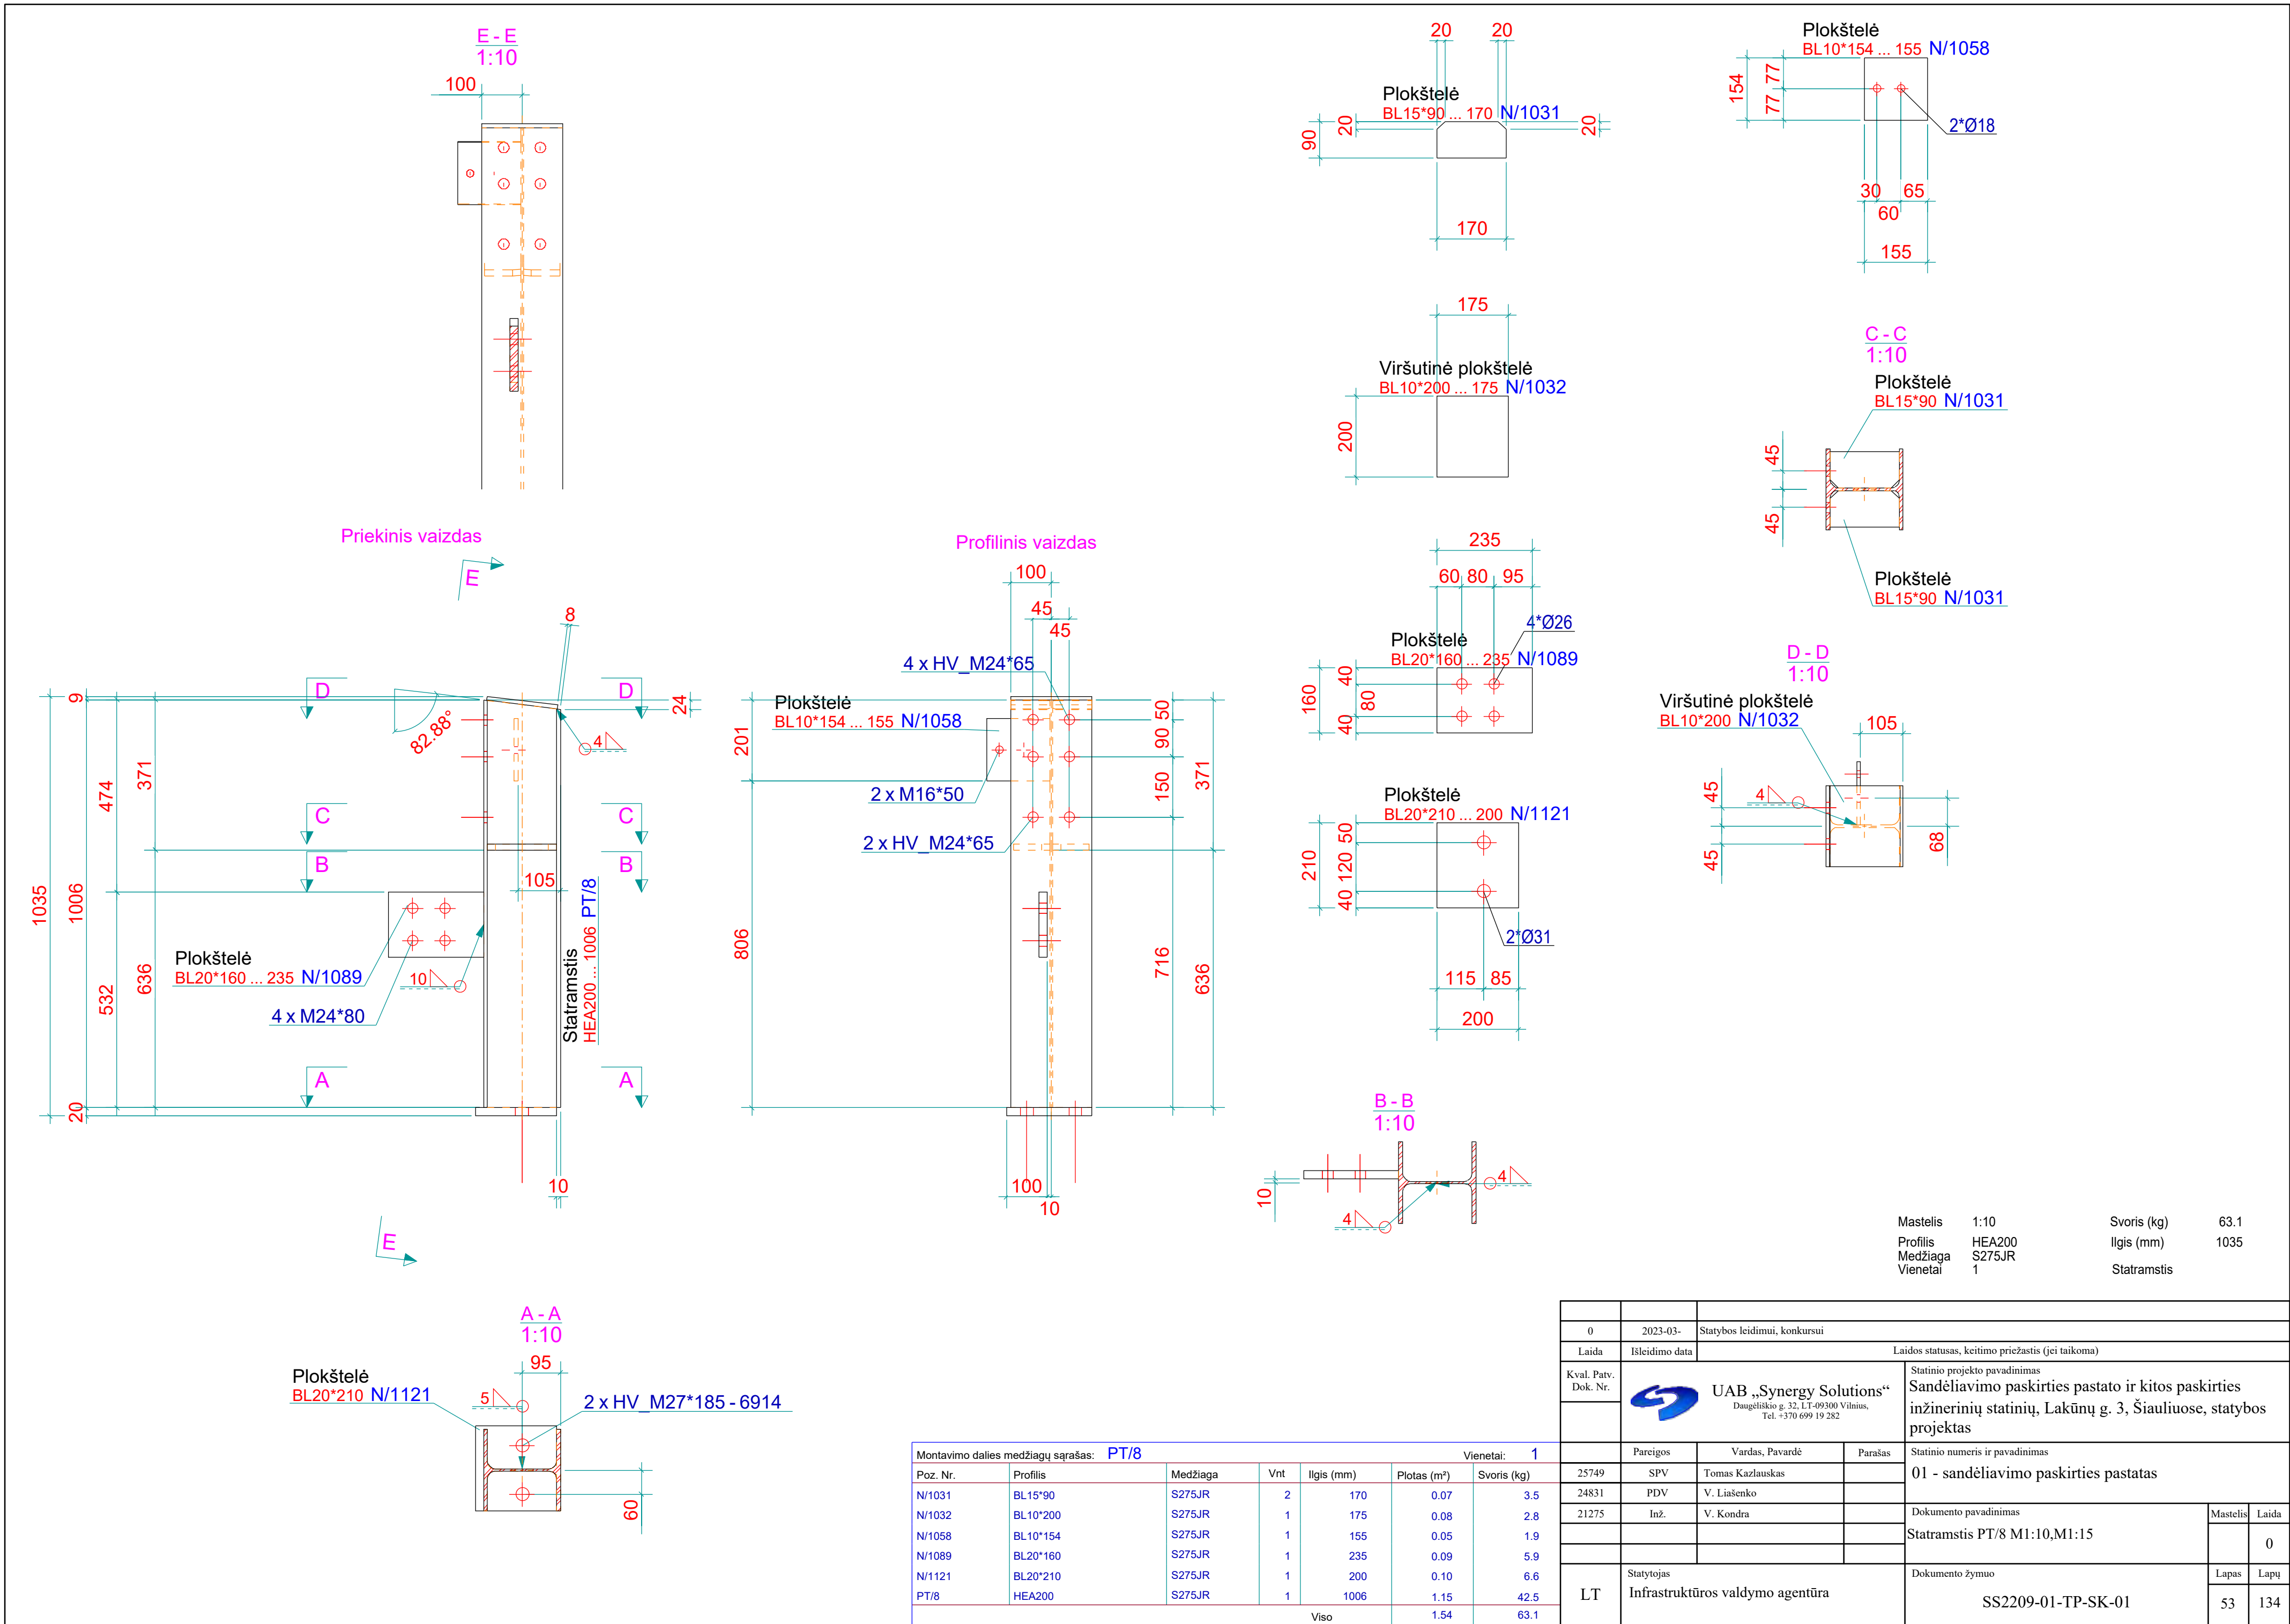 E - E
1:10
100
20 20
Plokštelė
BL15*90 ... 170 N/1031
90
20
20
170
Plokštelė
BL10*154 ... 155 N/1058
154
77
77
2*Ø18
30 65
60
155
175
Viršutinė plokštelė
BL10*200 ... 175 N/1032
200
C - C
1:10
Plokštelė
BL15*90 N/1031
45
45
Plokštelė
BL15*90 N/1031
Priekinis vaizdas
E
8
9
D D
24
82.88°
4
371
474
C C
B B
105
1035
1006
Plokštelė
BL20*160 ... 235 N/1089
10
4 x M24*80
532
636
Statramstis
HEA200 ... 1006 PT/8
A A
20
10
E
Profilinis vaizdas
100
45
45
4 x HV_M24*65
Plokštelė
BL10*154 ... 155 N/1058
201
50
90
150
371
2 x M16*50
2 x HV_M24*65
806
716
636
100
10
235
60 80 95
4*Ø26
Plokštelė
BL20*160 ... 235 N/1089
160
40
80
40
Plokštelė
BL20*210 ... 200 N/1121
210
50
120
40
2*Ø31
115 85
200
D - D
1:10
Viršutinė plokštelė
BL10*200 N/1032
105
45
4
45
68
B - B
1:10
10
4
4
A - A
1:10
95
Plokštelė
BL20*210 N/1121
5
2 x HV_M27*185 - 6914
60
Mastelis 1:10 Svoris (kg) 63.1
Profilis HEA200 Ilgis (mm) 1035
Medžiaga S275JR
Vienetai 1 Statramstis
Montavimo dalies medžiagų sąrašas: PT/8 Vienetai: 1
Poz. Nr. Profilis Medžiaga Vnt Ilgis (mm) Plotas (m²) Svoris (kg)
N/1031 BL15*90 S275JR 2 170 0.07 3.5
N/1032 BL10*200 S275JR 1 175 0.08 2.8
N/1058 BL10*154 S275JR 1 155 0.05 1.9
N/1089 BL20*160 S275JR 1 235 0.09 5.9
N/1121 BL20*210 S275JR 1 200 0.10 6.6
PT/8 HEA200 S275JR 1 1006 1.15 42.5
Viso 1.54 63.1
0 2023-03- Statybos leidimui, konkursui
Laida Išleidimo data Laidos statusas, keitimo priežastis (jei taikoma)
Kval. Patv.
Dok. Nr.
UAB „Synergy Solutions“
Daugėliškio g. 32, LT-09300 Vilnius,
Tel. +370 699 19 282
Statinio projekto pavadinimas
Sandėliavimo paskirties pastato ir kitos paskirties
inžinerinių statinių, Lakūnų g. 3, Šiauliuose, statybos
projektas
Pareigos Vardas, Pavardė Parašas
25749 SPV Tomas Kazlauskas
24831 PDV V. Liašenko
21275 Inž. V. Kondra
Statinio numeris ir pavadinimas
01 - sandėliavimo paskirties pastatas
Dokumento pavadinimas Mastelis Laida
Statramstis PT/8 M1:10,M1:15
0
LT
Statytojas
Infrastruktūros valdymo agentūra
Dokumento žymuo Lapas Lapų
SS2209-01-TP-SK-01 53 134